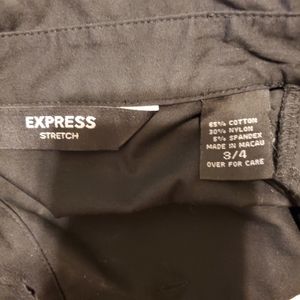 EXPRESS
STRETCH
65% COTTON
30% NYLON
5% SPANDEX
MADE IN MACAU
3/4
OVER FOR CARE